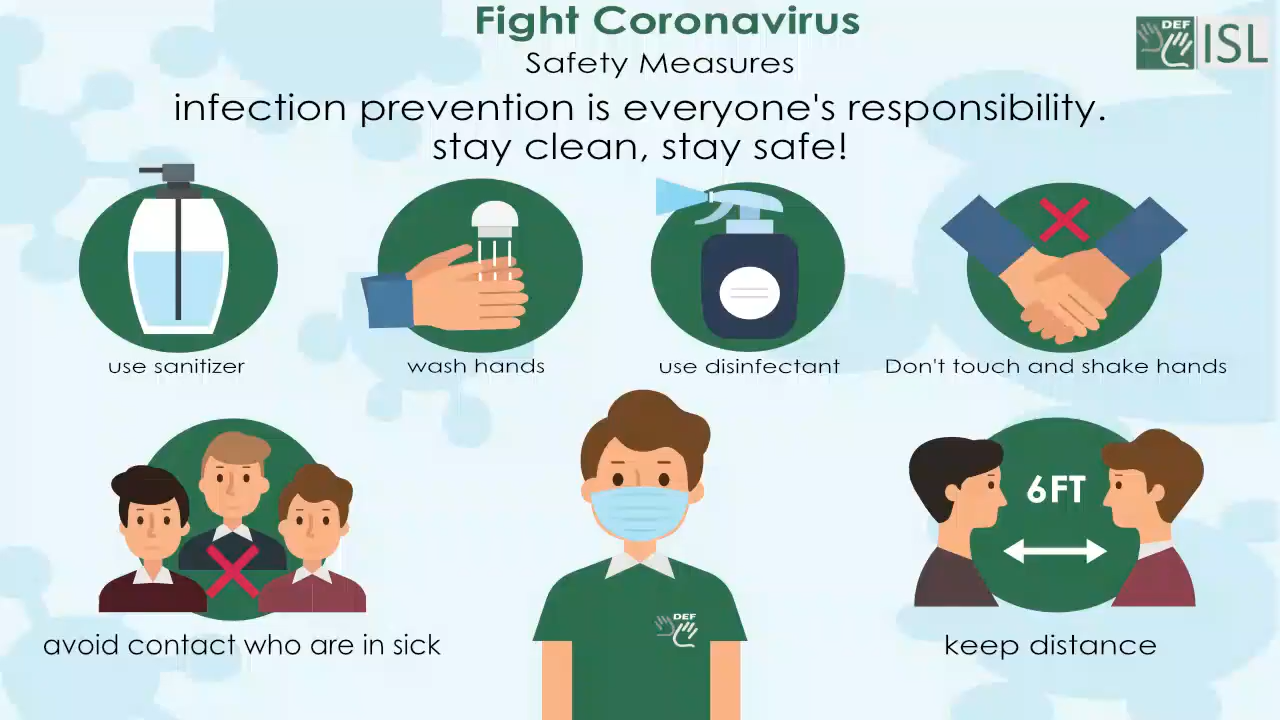 Fight Coronavirus
DEF
ISL
Safety Measures
infection prevention is everyone's responsibility.
stay clean, stay safe!
use sanitizer
wash hands
use disinfectant
Don't touch and shake hands
6FT
DEF
avoid contact who are in sick
keep distance